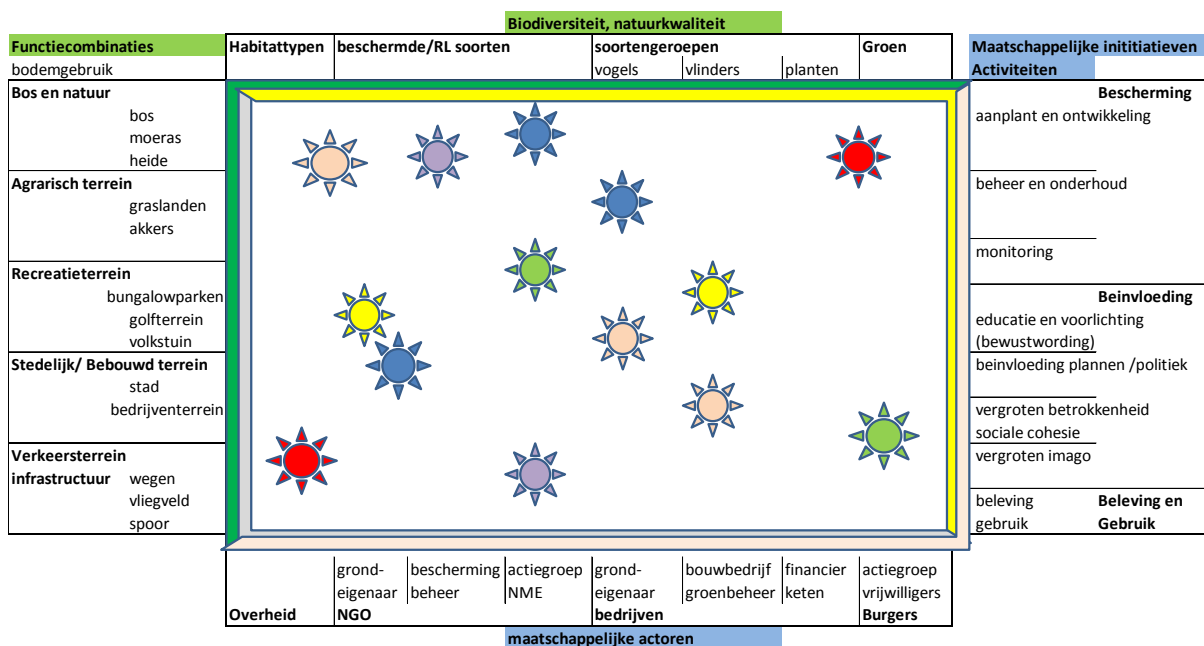 Biodiversiteit, natuurkwaliteit
Functiecombinaties
bodemgebruik
Habitattypen
beschermde/RL soorten
soortengeroepen
vogels vlinders planten
Groen
Maatschappelijke inititiatieven
Activiteiten
Bos en natuur
bos
moeras
heide
Agrarisch terrein
graslanden
akkers
Recreatieterrein
bungalowparken
golfterrein
volkstuin
Stedelijk/ Bebouwd terrein
stad
bedrijventerrein
Verkeersterrein
infrastructuur wegen
vliegveld
spoor
Bescherming
aanplant en ontwikkeling
beheer en onderhoud
monitoring
Beinvloeding
educatie en voorlichting
(bewustwording)
beinvloeding plannen /politiek
vergroten betrokkenheid
sociale cohesie
vergroten imago
beleving Beleving en
gebruik Gebruik
grond- bescherming actiegroep grond- bouwbedrijf financier actiegroep
eigenaar beheer NME eigenaar groenbeheer keten vrijwilligers
Overheid NGO bedrijven Burgers
maatschappelijke actoren